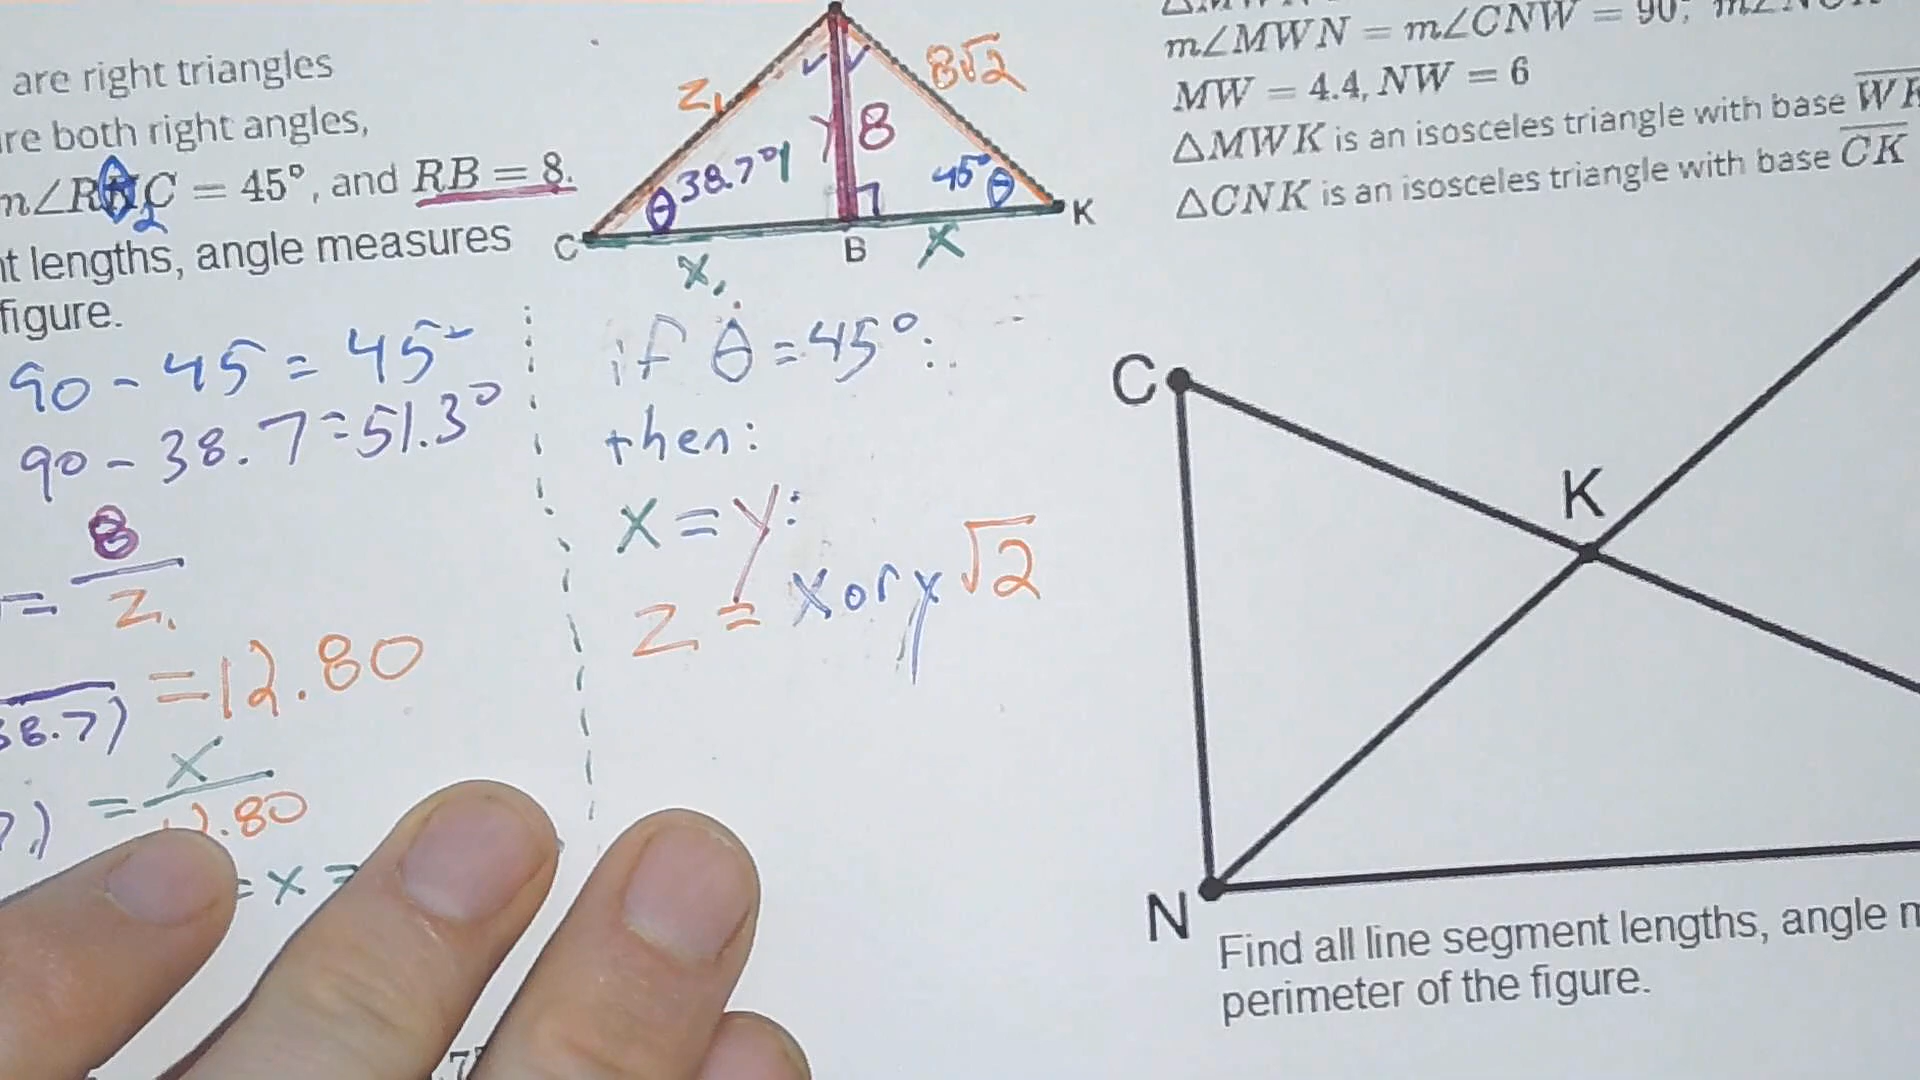 are right triangles
re both right angles,
= 45°, and RB = 8.
t lengths, angle measures
figure.
90 - 45 = 45°
90 - 38.7 = 51.3°
= 8
Z₁
38.7) = 12.80
= x
12.80
= x =
Z₁
8√2
y 8
θ 38.7°
45° θ
C
B
K
x₁
x
if θ = 45° :
then:
x = y:
Z = x or y √2
m∠MWN = m∠CNW = 90,
MW = 4.4, NW = 6
△MWK is an isosceles triangle with base
△CNK is an isosceles triangle with base CK
C
K
N
Find all line segment lengths, angle m
perimeter of the figure.